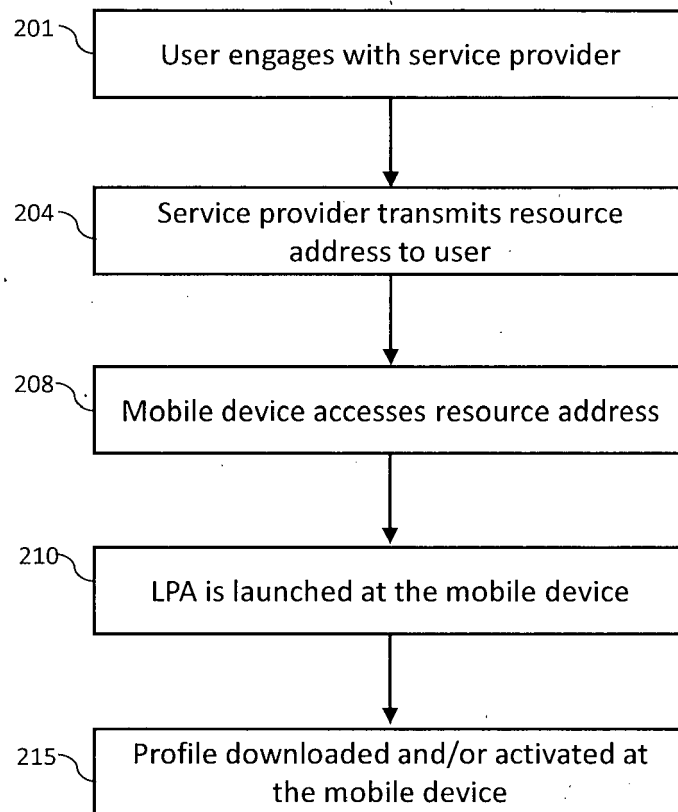 201
User engages with service provider
204
Service provider transmits resource
address to user
208
Mobile device accesses resource address
210
LPA is launched at the mobile device
215
Profile downloaded and/or activated at
the mobile device